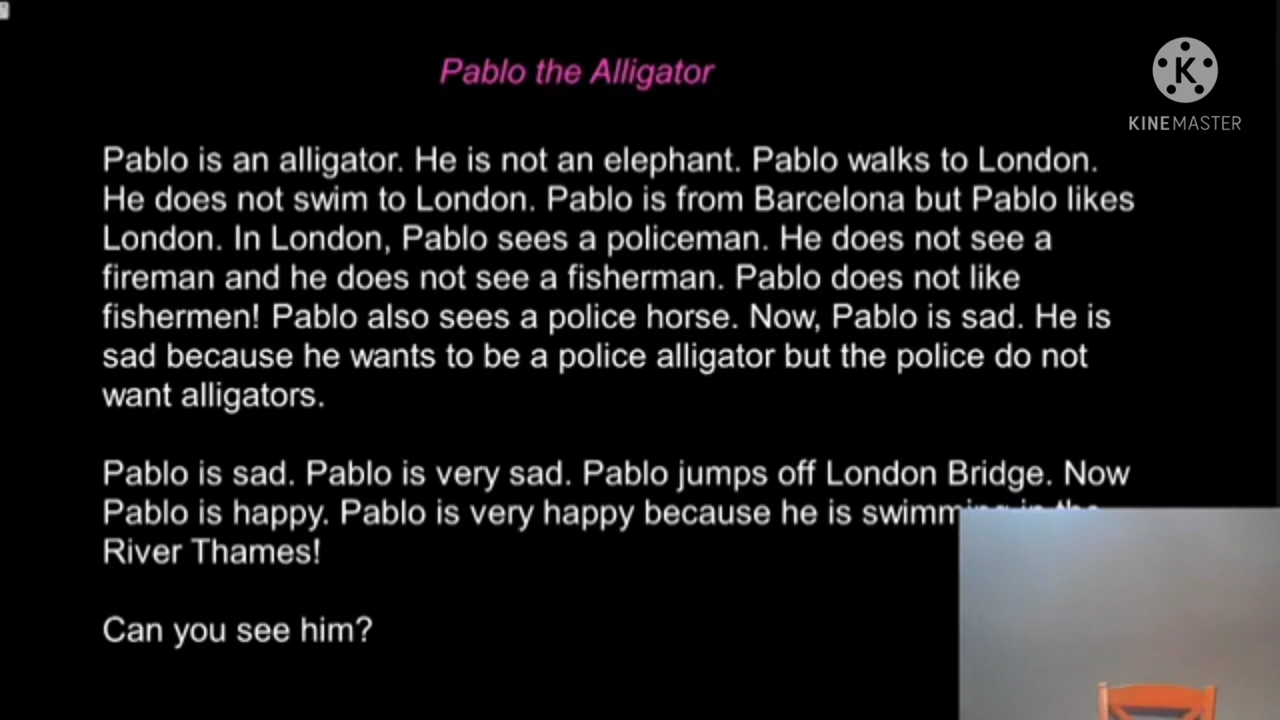 Pablo the Alligator
K
KINEMASTER
Pablo is an alligator. He is not an elephant. Pablo walks to London.
He does not swim to London. Pablo is from Barcelona but Pablo likes
London. In London, Pablo sees a policeman. He does not see a
fireman and he does not see a fisherman. Pablo does not like
fishermen! Pablo also sees a police horse. Now, Pablo is sad. He is
sad because he wants to be a police alligator but the police do not
want alligators.
Pablo is sad. Pablo is very sad. Pablo jumps off London Bridge. Now
Pablo is happy. Pablo is very happy because he is swimming in the
River Thames!
Can you see him?